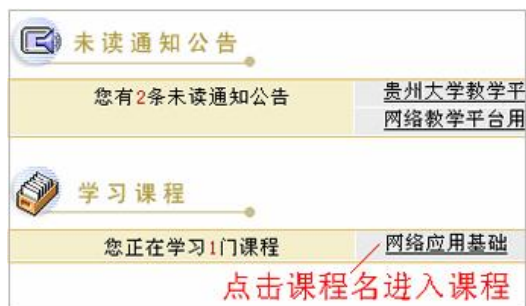 未读通知公告
您有2条未读通知公告
贵州大学教学平
网络教学平台用
学习课程
您正在学习1门课程
网络应用基础
点击课程名进入课程